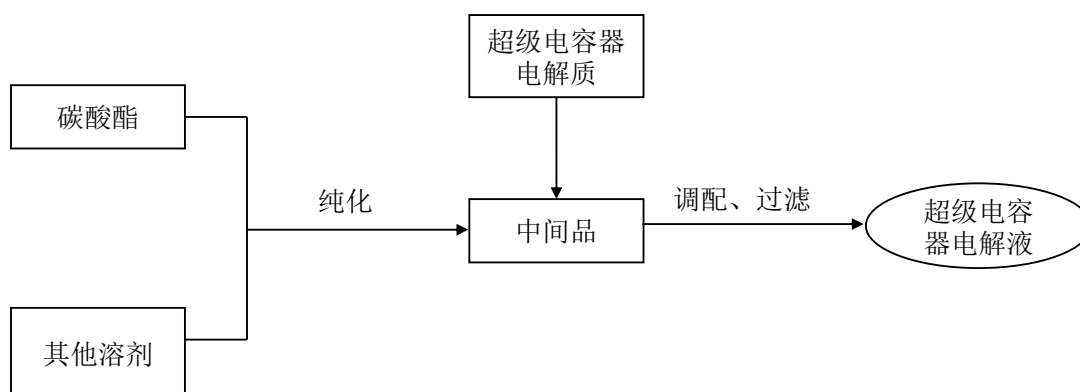 超级电容器
电解质
碳酸酯
纯化
调配、过滤
中间品
超级电容
器电解液
其他溶剂